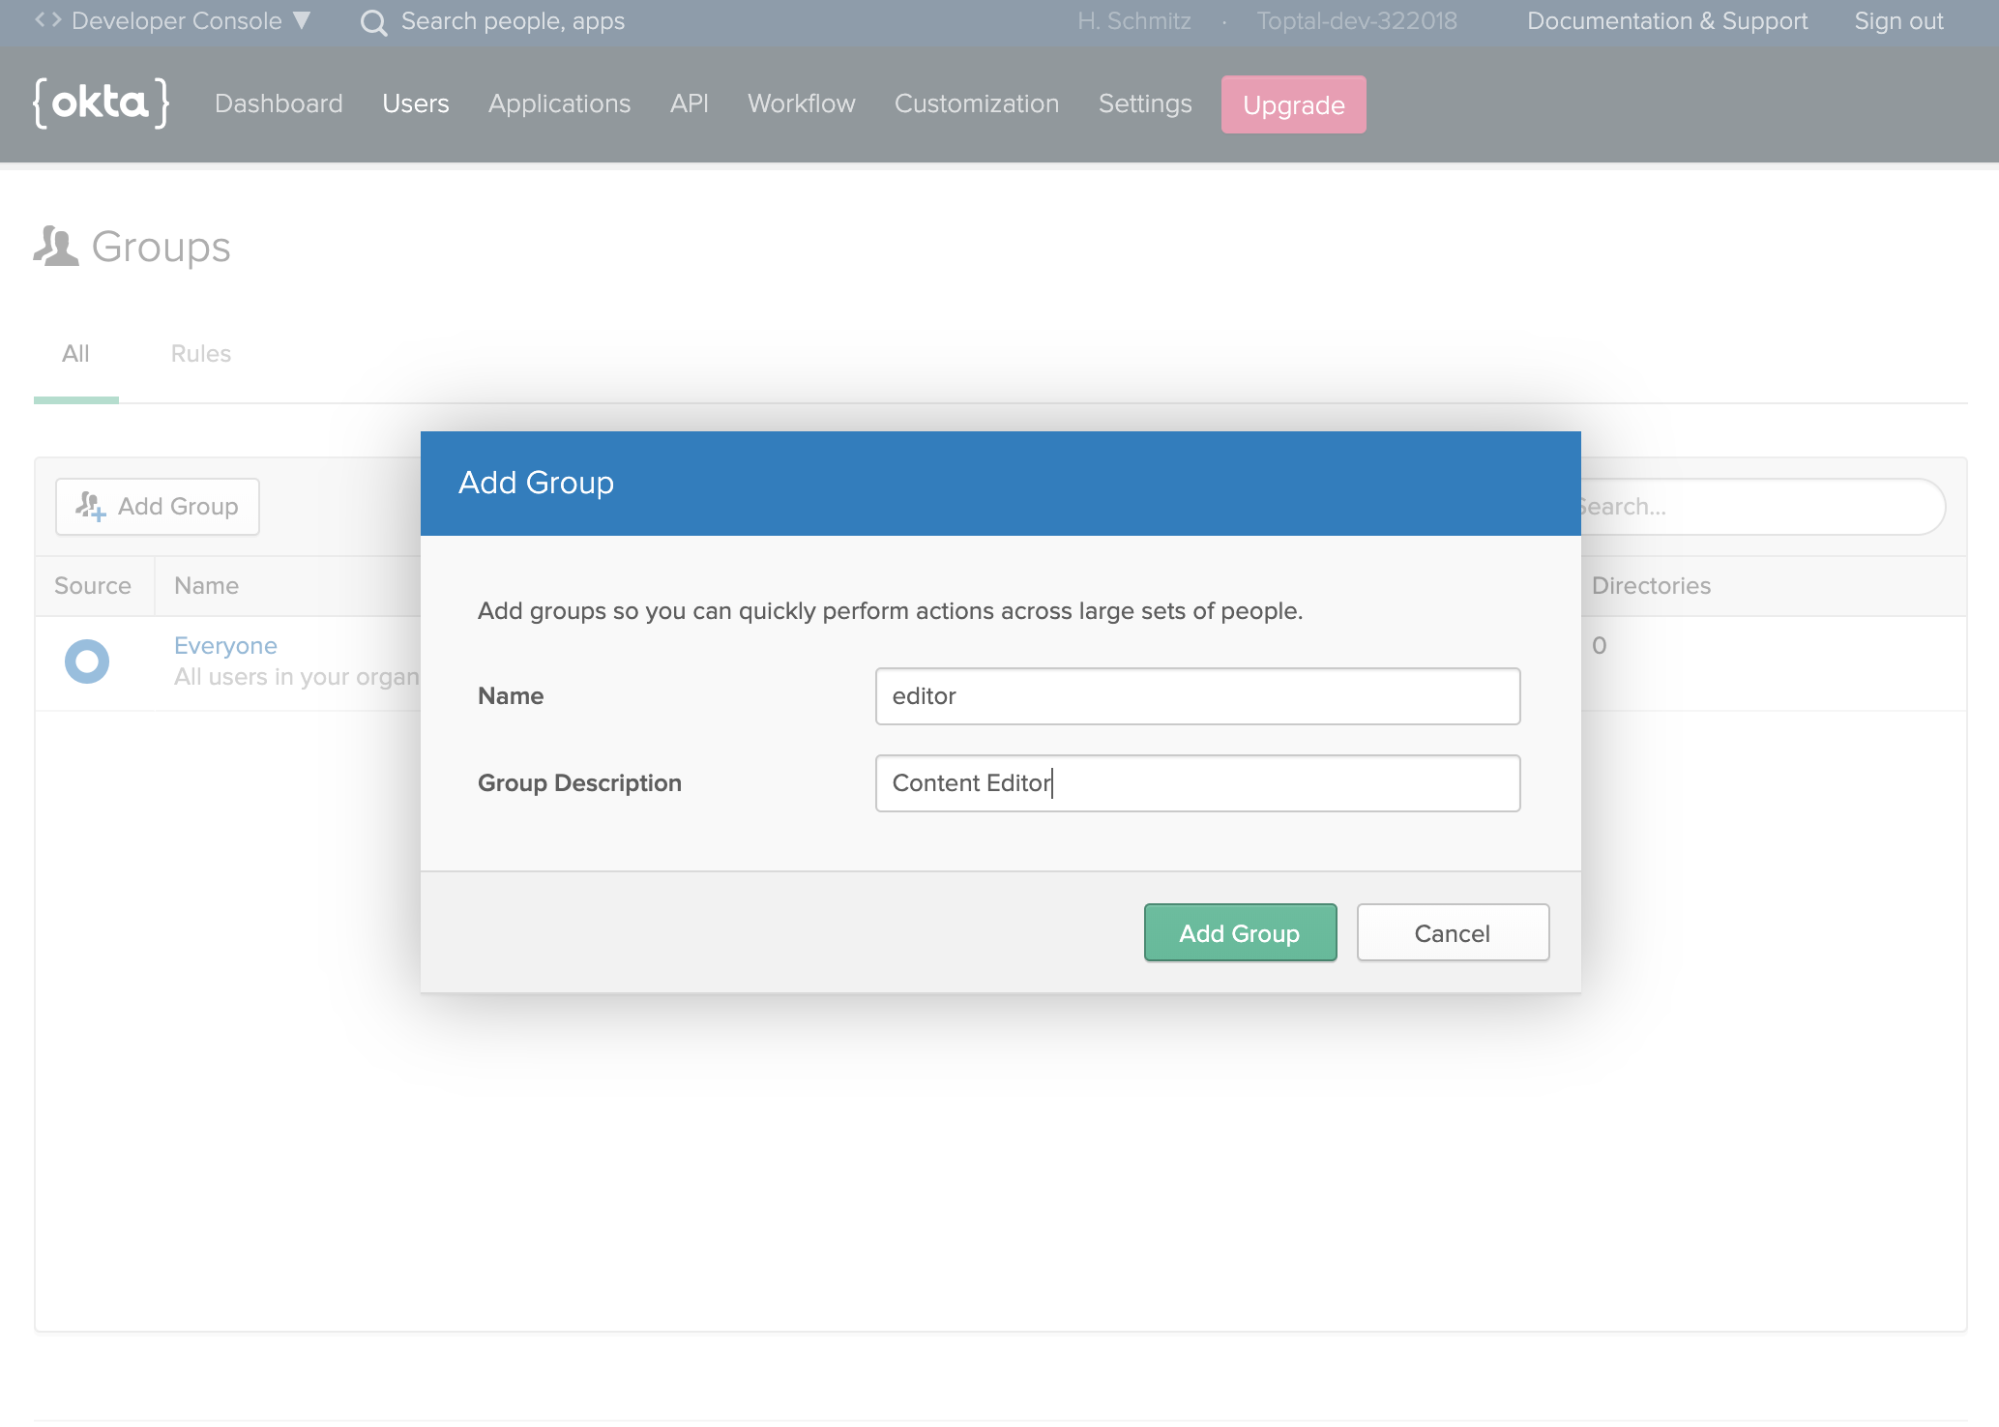 <> Developer Console ▼ Search people, apps H. Schmitz · Toptal-dev-322018 Documentation & Support Sign out
{okta} Dashboard Users Applications API Workflow Customization Settings Upgrade
Groups
All Rules
Add Group
Search...
Source Name Directories
Everyone 0
All users in your organ
Add Group
Add groups so you can quickly perform actions across large sets of people.
Name editor
Group Description Content Editor
Add Group Cancel